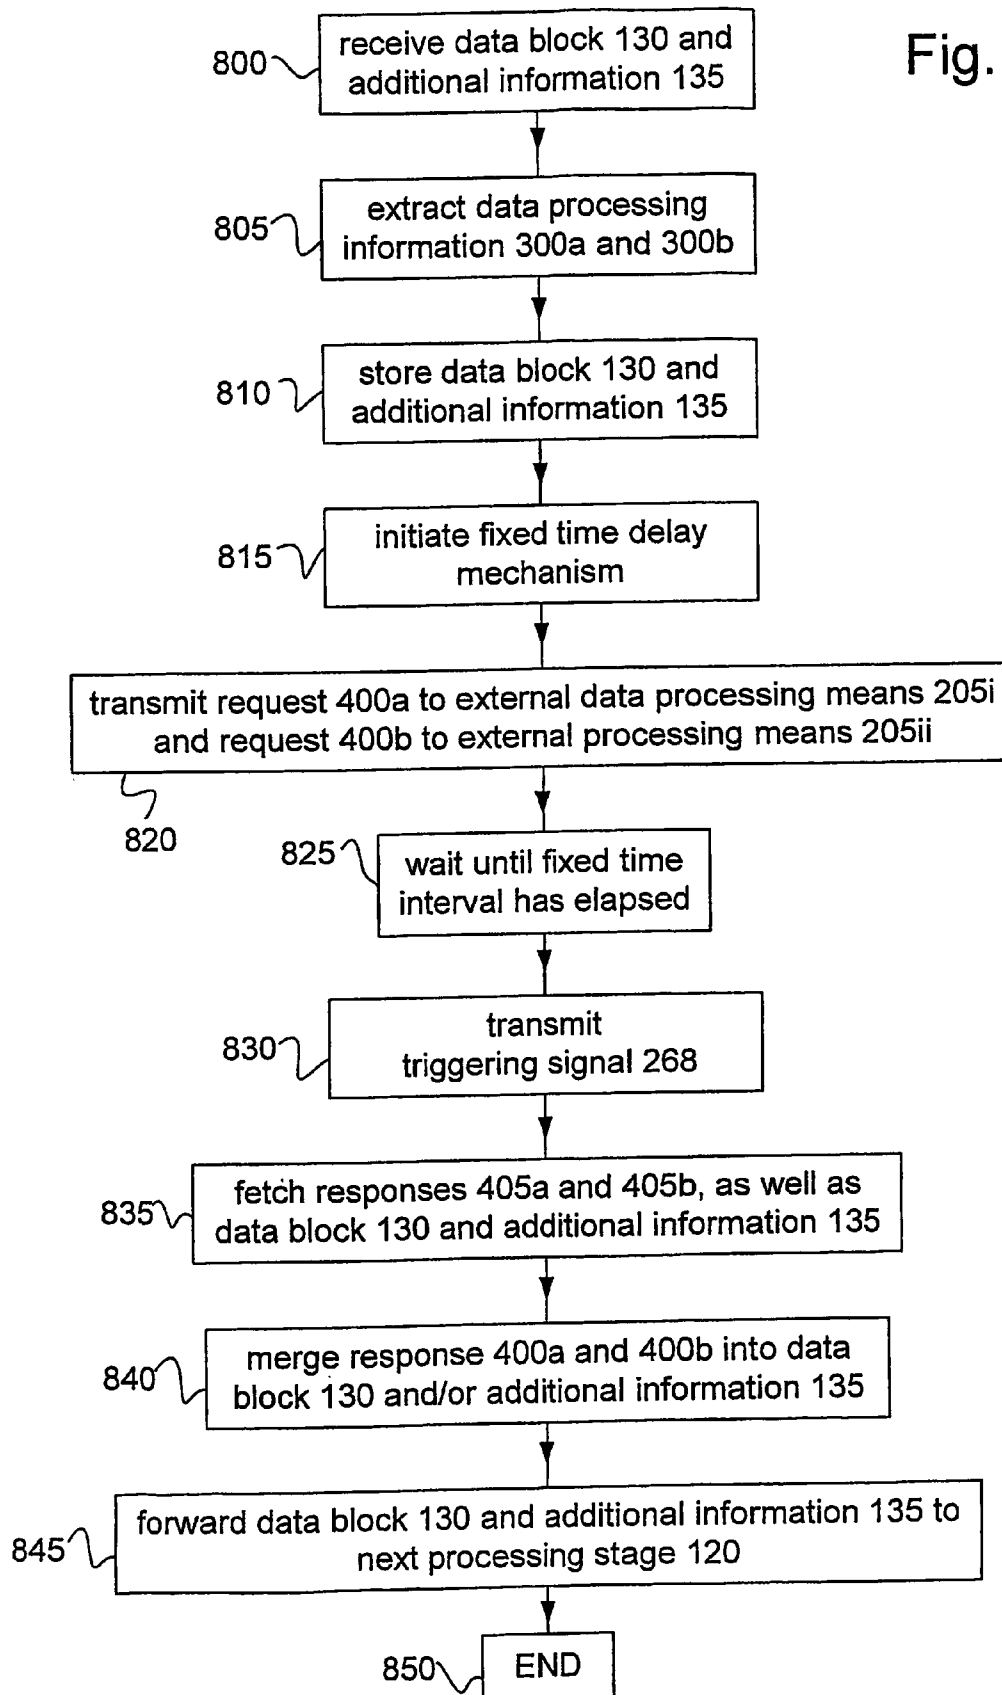 Fig.
800
receive data block 130 and
additional information 135
805
extract data processing
information 300a and 300b
810
store data block 130 and
additional information 135
815
initiate fixed time delay
mechanism
transmit request 400a to external data processing means 205i
and request 400b to external processing means 205ii
820
825
wait until fixed time
interval has elapsed
830
transmit
triggering signal 268
835
fetch responses 405a and 405b, as well as
data block 130 and additional information 135
840
merge response 400a and 400b into data
block 130 and/or additional information 135
845
forward data block 130 and additional information 135 to
next processing stage 120
850
END